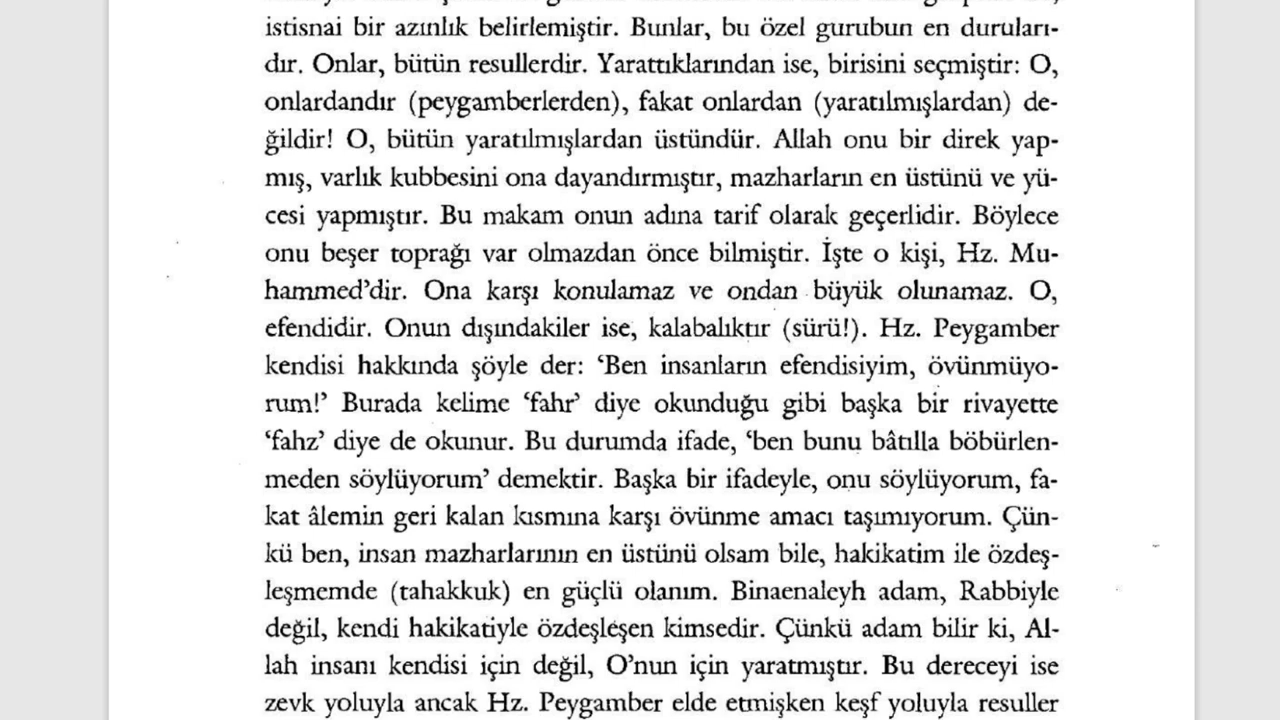 istisnai bir azınlık belirlemiştir. Bunlar, bu özel gurubun en duruları-
dır. Onlar, bütün resullerdir. Yarattıklarından ise, birisini seçmiştir: O,
onlardandır (peygamberlerden), fakat onlardan (yaratılmışlardan) de-
ğildir! O, bütün yaratılmışlardan üstündür. Allah onu bir direk yap-
mış, varlık kubbesini ona dayandırmıştır, mazharların en üstünü ve yü-
cesi yapmıştır. Bu makam onun adına tarif olarak geçerlidir. Böylece
onu beşer toprağı var olmazdan önce bilmiştir. İşte o kişi, Hz. Mu-
hammed’dir. Ona karşı konulamaz ve ondan büyük olunamaz. O,
efendidir. Onun dışındakiler ise, kalabalıktır (sürü!). Hz. Peygamber
kendisi hakkında şöyle der: ‘Ben insanların efendisiyim, övünmüyo-
rum!’ Burada kelime ‘fahr’ diye okunduğu gibi başka bir rivayette
‘fahz’ diye de okunur. Bu durumda ifade, ‘ben bunu bâtılla böbürlen-
meden söylüyorum’ demektir. Başka bir ifadeyle, onu söylüyorum, fa-
kat âlemin geri kalan kısmına karşı övünme amacı taşımıyorum. Çün-
kü ben, insan mazharlarının en üstünü olsam bile, hakikatim ile özdeş-
leşmemde (tahakkuk) en güçlü olanım. Binaenaleyh adam, Rabbiyle
değil, kendi hakikatiyle özdeşleşen kimsedir. Çünkü adam bilir ki, Al-
lah insanı kendisi için değil, O’nun için yaratmıştır. Bu dereceyi ise
zevk yoluyla ancak Hz. Peygamber elde etmişken keşf yoluyla resuller